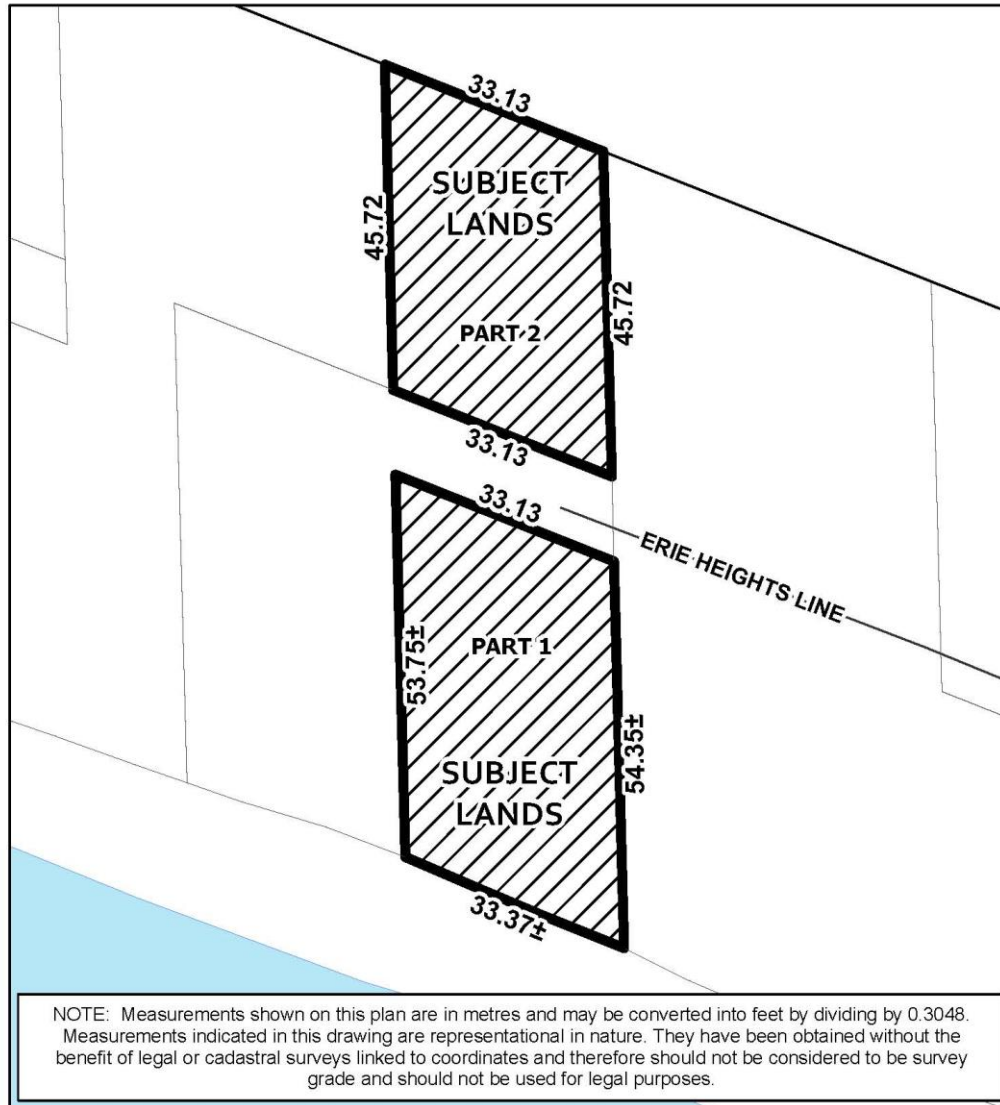 33.13
SUBJECT
LANDS
45.72
45.72
PART 2
33.13
33.13
ERIE HEIGHTS LINE
PART 1
53.75±
54.35±
SUBJECT
LANDS
33.37±
NOTE: Measurements shown on this plan are in metres and may be converted into feet by dividing by 0.3048.
Measurements indicated in this drawing are representational in nature. They have been obtained without the
benefit of legal or cadastral surveys linked to coordinates and therefore should not be considered to be survey
grade and should not be used for legal purposes.